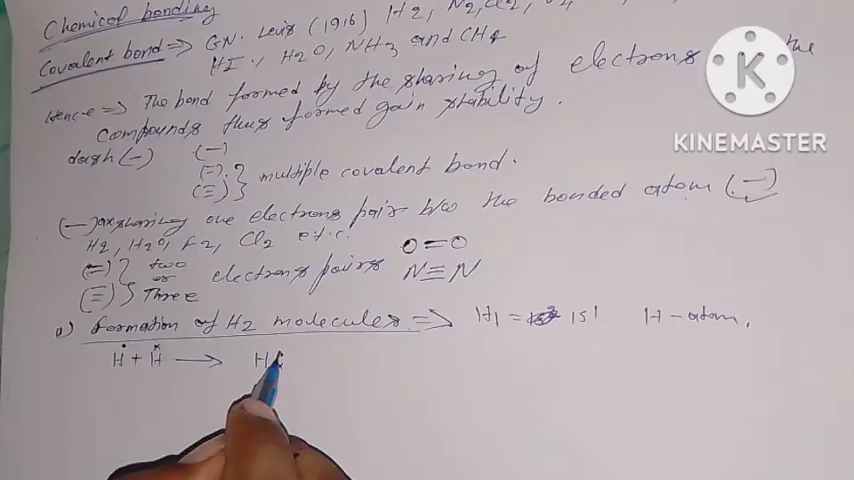 Chemical bonding
Covalent bond => G.N. Lewis (1916) H2, N2, Cl2,
HI., H2O, NH3 and CH4
Hence => The bond formed by the sharing of electrons the
compounds thus formed gain stability.
dash (-) (-)
(=)
(≡) } multiple covalent bond.
(-) sharing one electrons pair b/w the bonded atom (-)
H2, H2O, F2, Cl2 e.t.c.
(=) } two or electrons pairs O=O
(≡) } Three N≡N
a) Formation of H2 molecules => H1 = 1s1 H-atom.
H + H → H
K
KINEMASTER